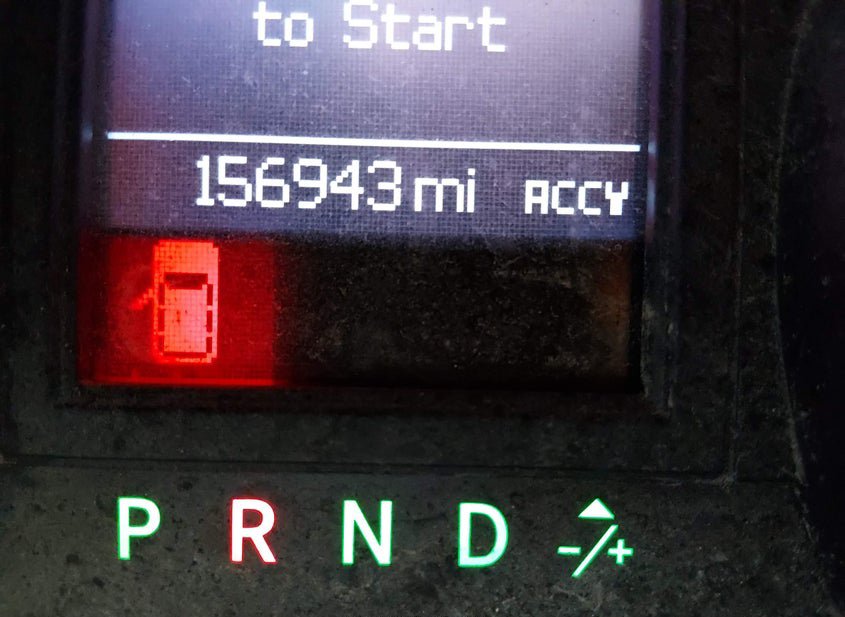 to Start
156943 mi ACCY
P R N D -/+